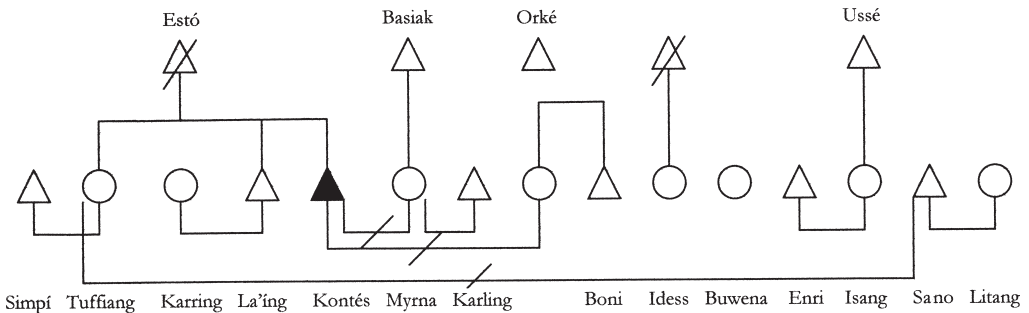 Estó Basiak Orké Ussé
Simpí Tuffiang Karring La'íng Kontés Myrna Karling Boni Idess Buwena Enri Isang Sano Litang